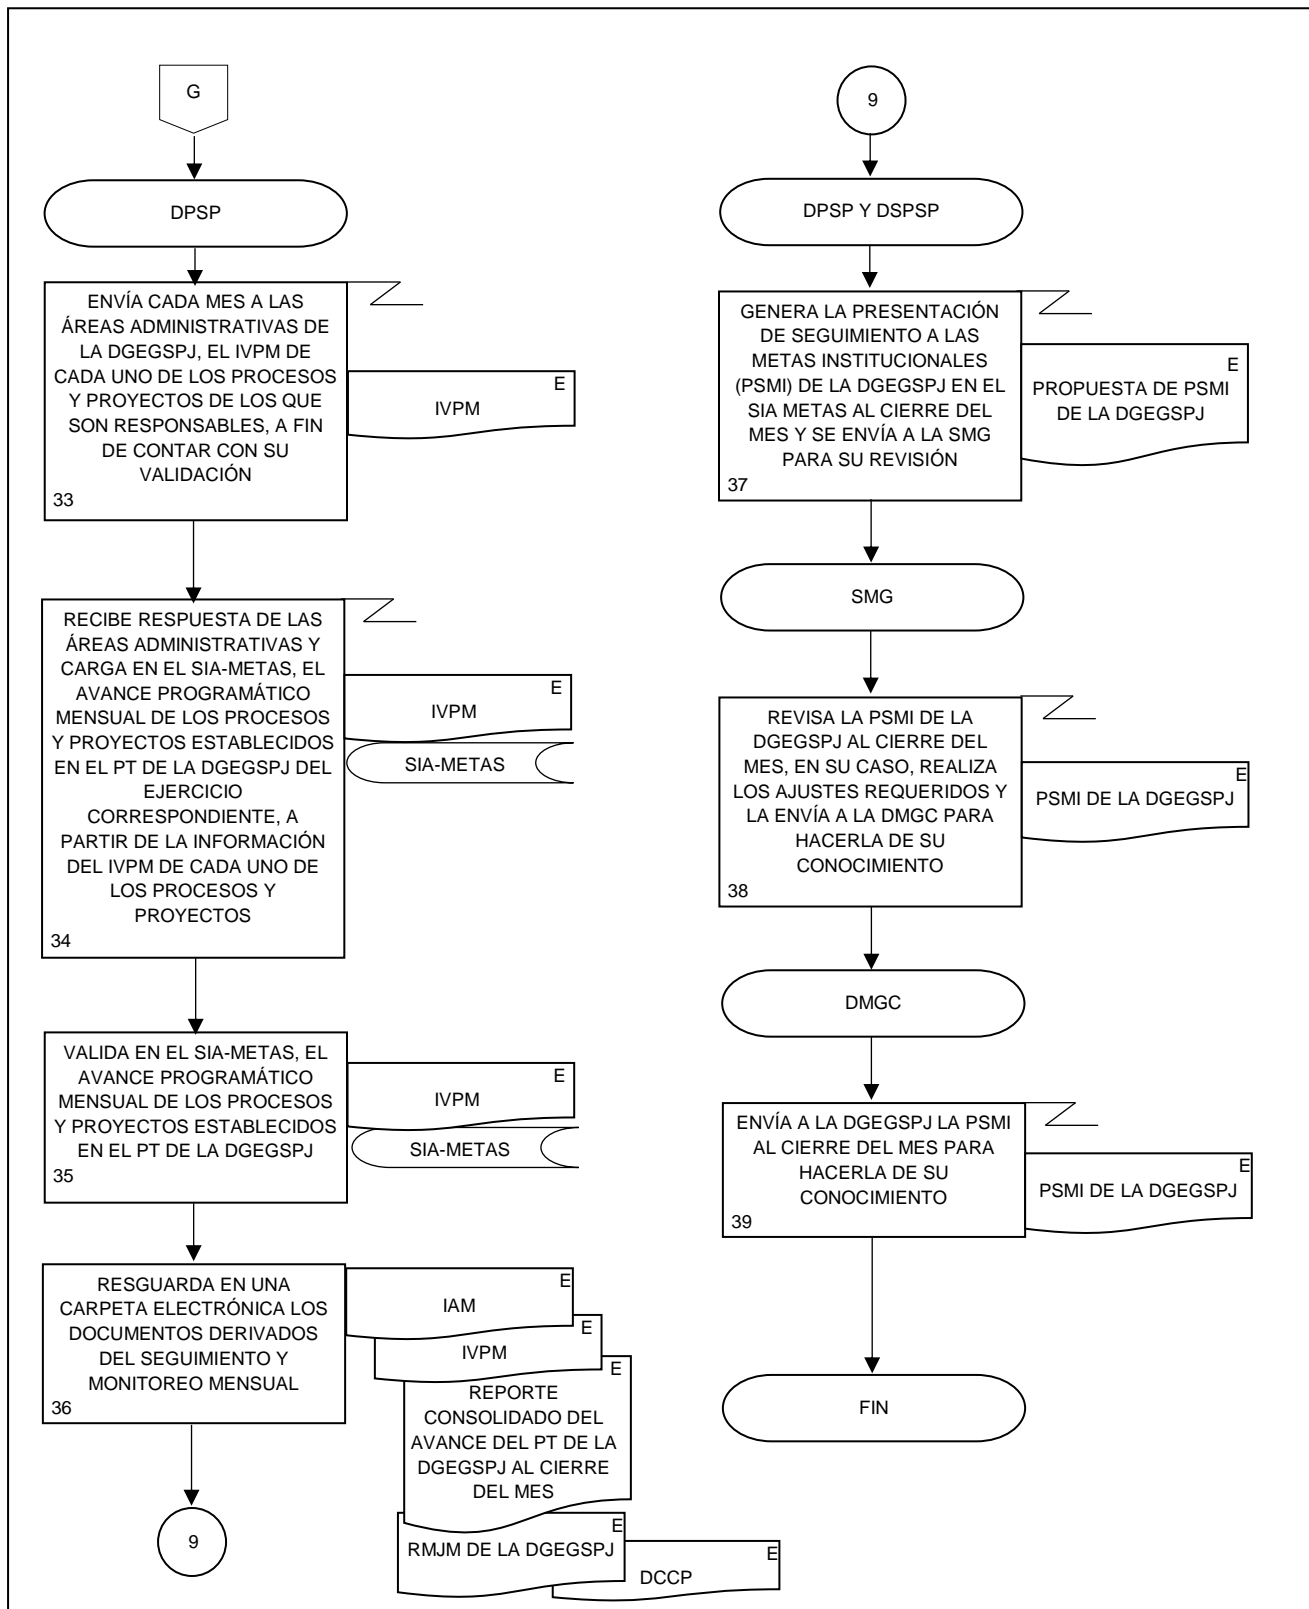 G
DPSP
ENVÍA CADA MES A LAS
ÁREAS ADMINISTRATIVAS DE
LA DGEGSPJ, EL IVPM DE
CADA UNO DE LOS PROCESOS
Y PROYECTOS DE LOS QUE
SON RESPONSABLES, A FIN
DE CONTAR CON SU
VALIDACIÓN
33
E
IVPM
RECIBE RESPUESTA DE LAS
ÁREAS ADMINISTRATIVAS Y
CARGA EN EL SIA-METAS, EL
AVANCE PROGRAMÁTICO
MENSUAL DE LOS PROCESOS
Y PROYECTOS ESTABLECIDOS
EN EL PT DE LA DGEGSPJ DEL
EJERCICIO
CORRESPONDIENTE, A
PARTIR DE LA INFORMACIÓN
DEL IVPM DE CADA UNO DE
LOS PROCESOS Y
PROYECTOS
34
E
IVPM
SIA-METAS
VALIDA EN EL SIA-METAS, EL
AVANCE PROGRAMÁTICO
MENSUAL DE LOS PROCESOS
Y PROYECTOS ESTABLECIDOS
EN EL PT DE LA DGEGSPJ
35
E
IVPM
SIA-METAS
RESGUARDA EN UNA
CARPETA ELECTRÓNICA LOS
DOCUMENTOS DERIVADOS
DEL SEGUIMIENTO Y
MONITOREO MENSUAL
36
E
IAM
E
IVPM
E
REPORTE
CONSOLIDADO DEL
AVANCE DEL PT DE LA
DGEGSPJ AL CIERRE
DEL MES
E
RMJM DE LA DGEGSPJ
E
DCCP
9
9
DPSP Y DSPSP
GENERA LA PRESENTACIÓN
DE SEGUIMIENTO A LAS
METAS INSTITUCIONALES
(PSMI) DE LA DGEGSPJ EN EL
SIA METAS AL CIERRE DEL
MES Y SE ENVÍA A LA SMG
PARA SU REVISIÓN
37
E
PROPUESTA DE PSMI
DE LA DGEGSPJ
SMG
REVISA LA PSMI DE LA
DGEGSPJ AL CIERRE DEL
MES, EN SU CASO, REALIZA
LOS AJUSTES REQUERIDOS Y
LA ENVÍA A LA DMGC PARA
HACERLA DE SU
CONOCIMIENTO
38
E
PSMI DE LA DGEGSPJ
DMGC
ENVÍA A LA DGEGSPJ LA PSMI
AL CIERRE DEL MES PARA
HACERLA DE SU
CONOCIMIENTO
39
E
PSMI DE LA DGEGSPJ
FIN